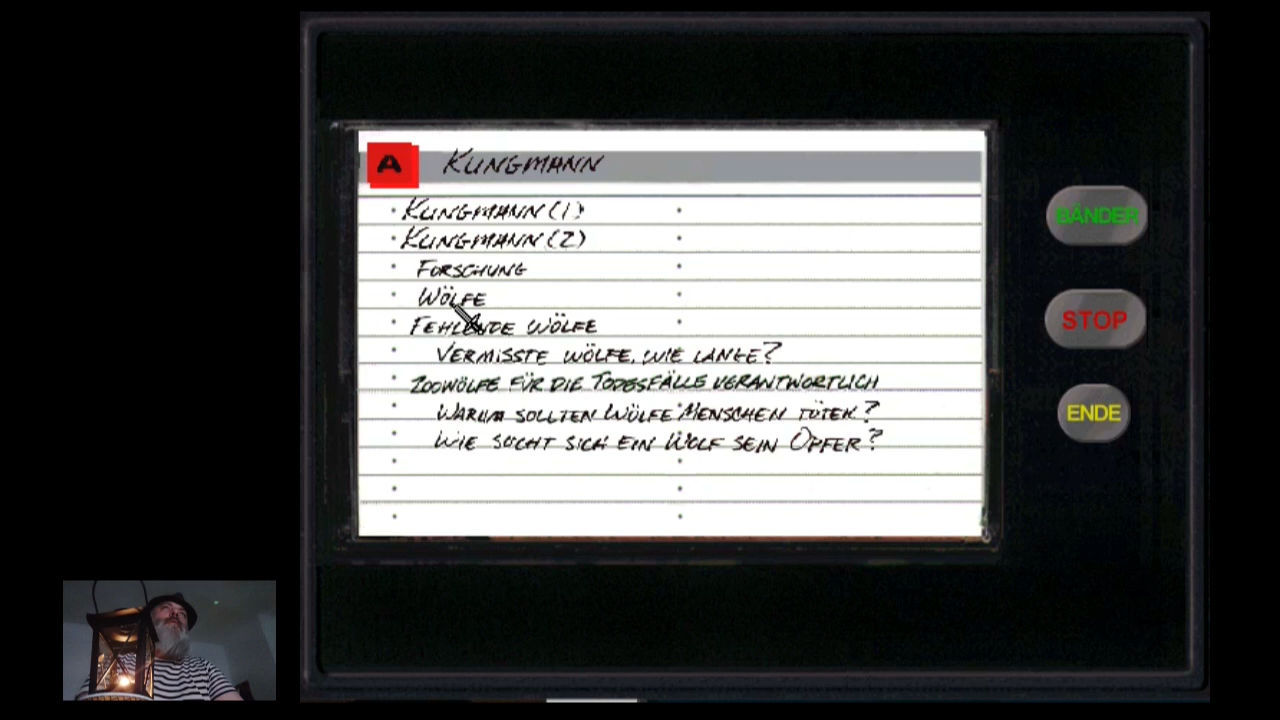 A KLINGMANN
KLINGMANN (1)
KLINGMANN (2)
FORSCHUNG
WÖLFE
FEHLENDE WÖLFE
VERMISSTE WÖLFE, WIE LANGE?
ZOOWÖLFE FÜR DIE TODESFÄLLE VERANTWORTLICH
WARUM SOLLTEN WÖLFE MENSCHEN TÖTEN?
WIE SUCHT SICH EIN WOLF SEIN OPFER?
BÄNDER
STOP
ENDE